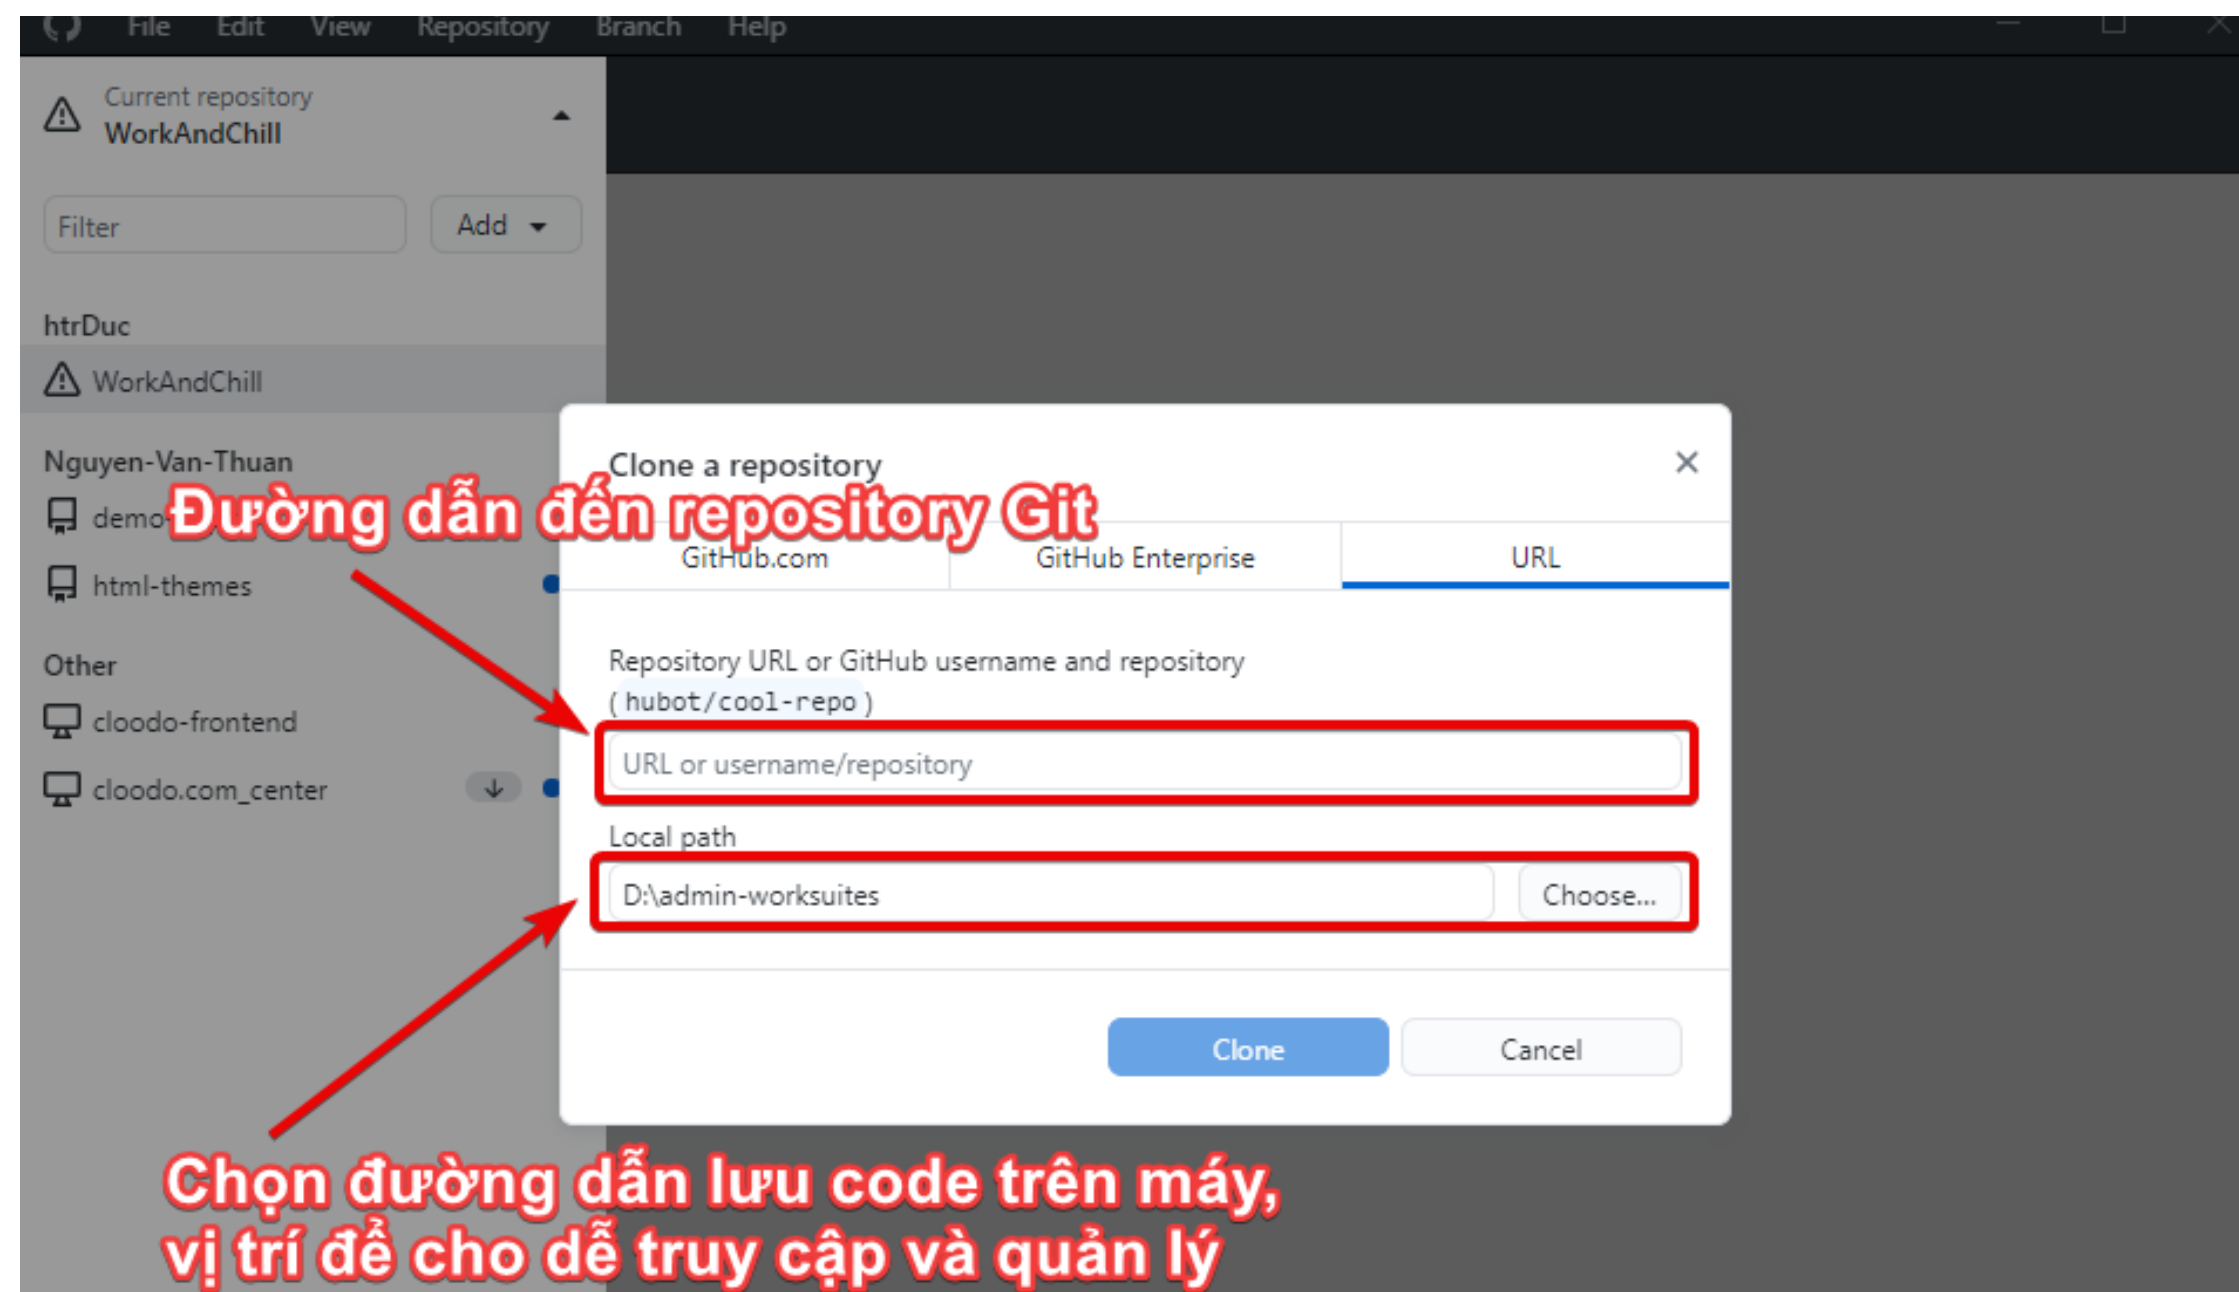 File Edit View Repository Branch Help
Current repository
WorkAndChill
Filter
Add
htrDuc
WorkAndChill
Nguyen-Van-Thuan
demo-
html-themes
Other
cloodo-frontend
cloodo.com_center
Clone a repository
Đường dẫn đến repository Git
GitHub.com
GitHub Enterprise
URL
Repository URL or GitHub username and repository
(hubot/cool-repo)
URL or username/repository
Local path
D:\admin-worksuites
Choose...
Clone
Cancel
Chọn đường dẫn lưu code trên máy,
vị trí để cho dễ truy cập và quản lý